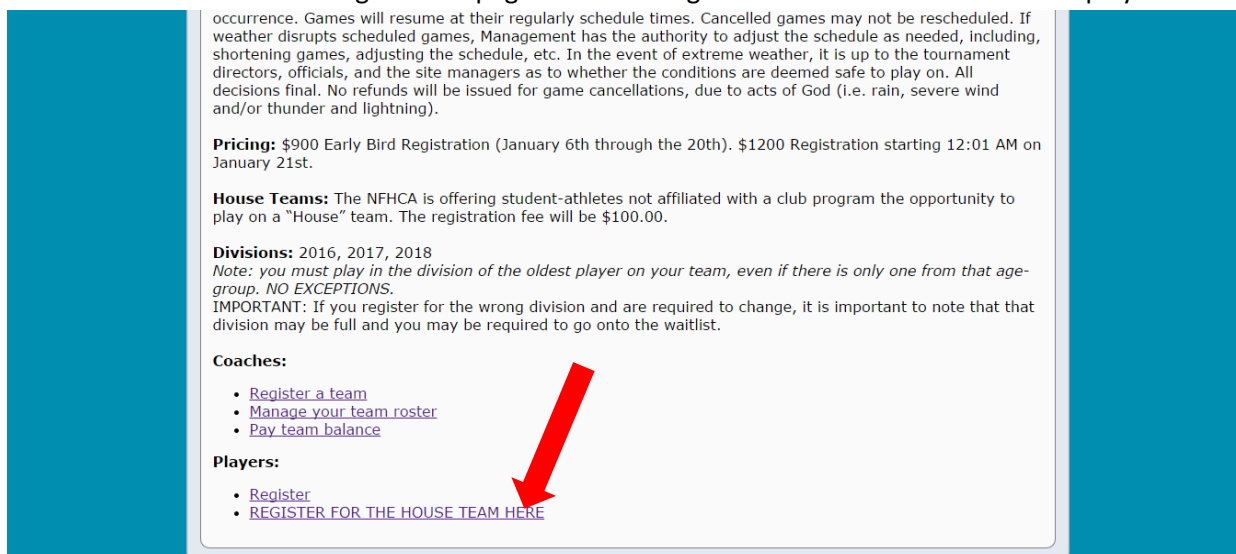 occurrence. Games will resume at their regularly schedule times. Cancelled games may not be rescheduled. If
weather disrupts scheduled games, Management has the authority to adjust the schedule as needed, including,
shortening games, adjusting the schedule, etc. In the event of extreme weather, it is up to the tournament
directors, officials, and the site managers as to whether the conditions are deemed safe to play on. All
decisions final. No refunds will be issued for game cancellations, due to acts of God (i.e. rain, severe wind
and/or thunder and lightning).
Pricing: $900 Early Bird Registration (January 6th through the 20th). $1200 Registration starting 12:01 AM on
January 21st.
House Teams: The NFHCA is offering student-athletes not affiliated with a club program the opportunity to
play on a "House" team. The registration fee will be $100.00.
Divisions: 2016, 2017, 2018
Note: you must play in the division of the oldest player on your team, even if there is only one from that age-
group. NO EXCEPTIONS.
IMPORTANT: If you register for the wrong division and are required to change, it is important to note that that
division may be full and you may be required to go onto the waitlist.
Coaches:
• Register a team
• Manage your team roster
• Pay team balance
Players:
• Register
• REGISTER FOR THE HOUSE TEAM HERE